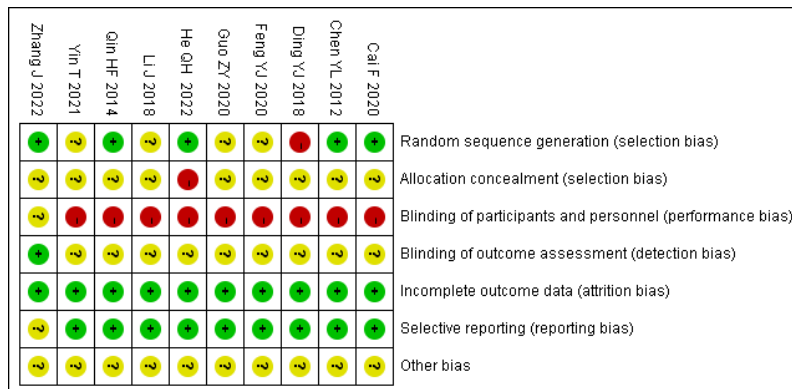 Zhang J 2022
Yin T 2021
Qin HF 2014
Li J 2018
He QH 2022
Guo ZY 2020
Feng YJ 2020
Ding YJ 2018
Chen YL 2012
Cai F 2020
+ ? + ? + ? ? - + + Random sequence generation (selection bias)
? ? ? ? - ? ? ? ? ? Allocation concealment (selection bias)
? - - - - - - - - - Blinding of participants and personnel (performance bias)
+ ? ? ? ? ? ? ? ? ? Blinding of outcome assessment (detection bias)
+ + + + + + + + + + Incomplete outcome data (attrition bias)
? + + + + + + + + + Selective reporting (reporting bias)
? ? ? ? ? ? ? ? ? ? Other bias